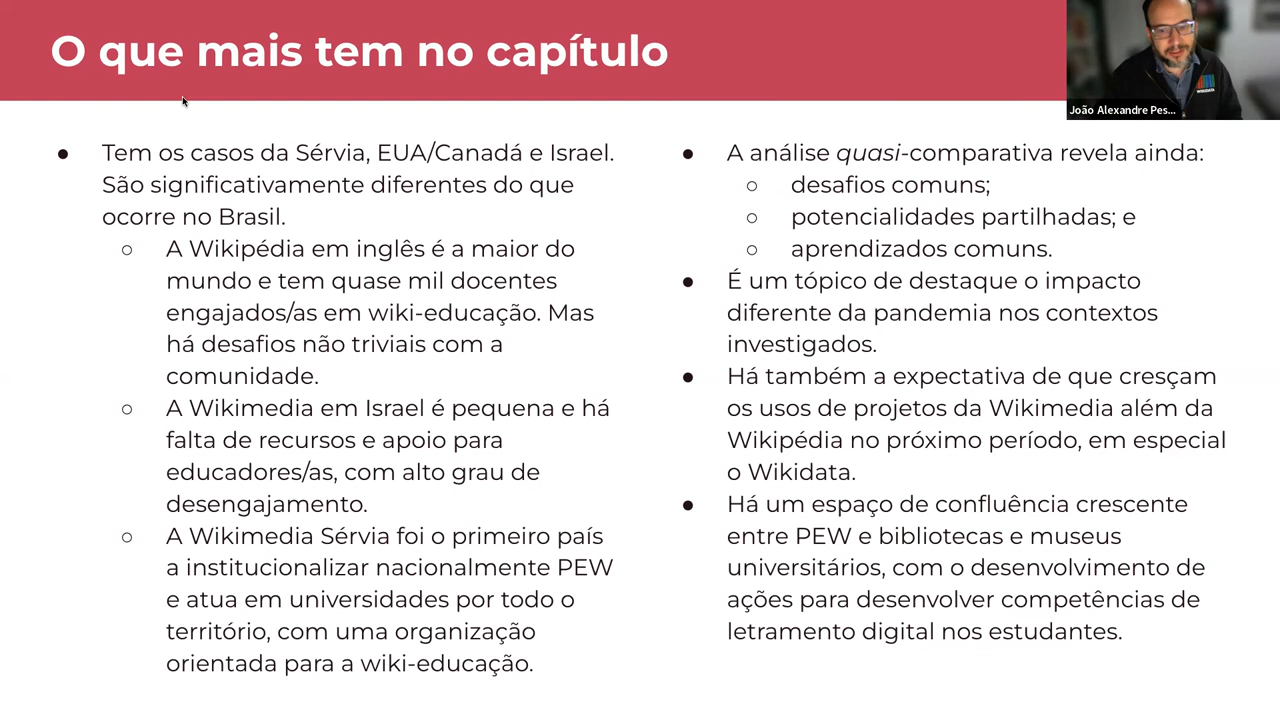 O que mais tem no capítulo
WIKIDATA
João Alexandre Pes...
● Tem os casos da Sérvia, EUA/Canadá e Israel.
São significativamente diferentes do que
ocorre no Brasil.
○ A Wikipédia em inglês é a maior do
mundo e tem quase mil docentes
engajados/as em wiki-educação. Mas
há desafios não triviais com a
comunidade.
○ A Wikimedia em Israel é pequena e há
falta de recursos e apoio para
educadores/as, com alto grau de
desengajamento.
○ A Wikimedia Sérvia foi o primeiro país
a institucionalizar nacionalmente PEW
e atua em universidades por todo o
território, com uma organização
orientada para a wiki-educação.
● A análise quasi-comparativa revela ainda:
○ desafios comuns;
○ potencialidades partilhadas; e
○ aprendizados comuns.
● É um tópico de destaque o impacto
diferente da pandemia nos contextos
investigados.
● Há também a expectativa de que cresçam
os usos de projetos da Wikimedia além da
Wikipédia no próximo período, em especial
o Wikidata.
● Há um espaço de confluência crescente
entre PEW e bibliotecas e museus
universitários, com o desenvolvimento de
ações para desenvolver competências de
letramento digital nos estudantes.